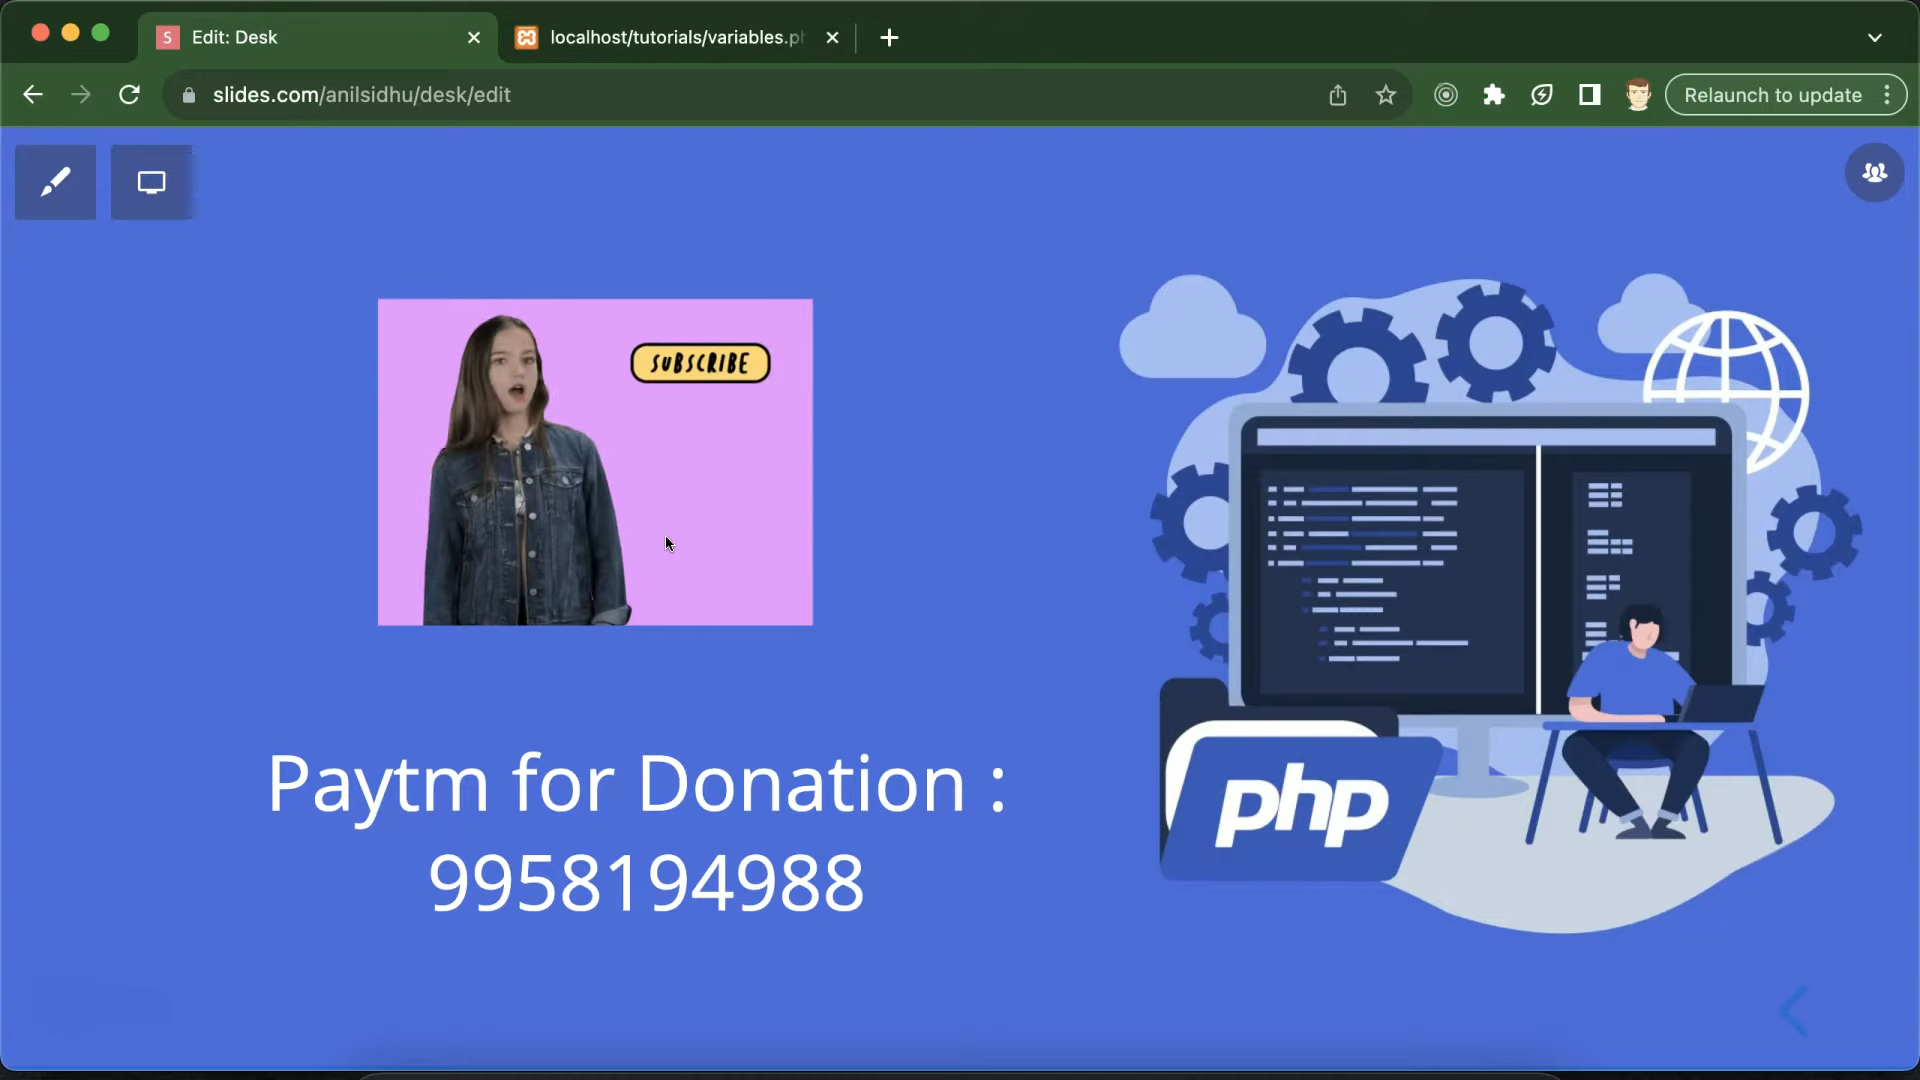 Edit: Desk
localhost/tutorials/variables.ph
slides.com/anilsidhu/desk/edit
Relaunch to update
SUBSCRIBE
Paytm for Donation :
9958194988
php